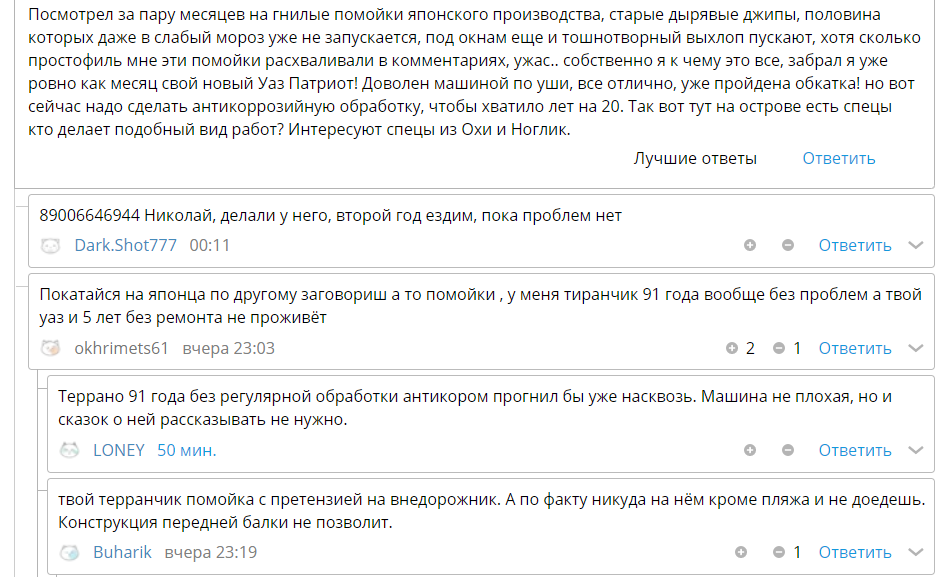 Посмотрел за пару месяцев на гнилые помойки японского производства, старые дырявые джипы, половина
которых даже в слабый мороз уже не запускается, под окнам еще и тошнотворный выхлоп пускают, хотя сколько
простофиль мне эти помойки расхваливали в комментариях, ужас.. собственно я к чему это все, забрал я уже
ровно как месяц свой новый Уаз Патриот! Доволен машиной по уши, все отлично, уже пройдена обкатка! но вот
сейчас надо сделать антикоррозийную обработку, чтобы хватило лет на 20. Так вот тут на острове есть спецы
кто делает подобный вид работ? Интересуют спецы из Охи и Ноглик.
Лучшие ответы Ответить
89006646944 Николай, делали у него, второй год ездим, пока проблем нет
Dark.Shot777 00:11 Ответить
Покатайся на японца по другому заговориш а то помойки , у меня тиранчик 91 года вообще без проблем а твой
уаз и 5 лет без ремонта не проживёт
okhrimets61 вчера 23:03 2 1 Ответить
Террано 91 года без регулярной обработки антикором прогнил бы уже насквозь. Машина не плохая, но и
сказок о ней рассказывать не нужно.
LONEY 50 мин. Ответить
твой терранчик помойка с претензией на внедорожник. А по факту никуда на нём кроме пляжа и не доедешь.
Конструкция передней балки не позволит.
Buharik вчера 23:19 1 Ответить